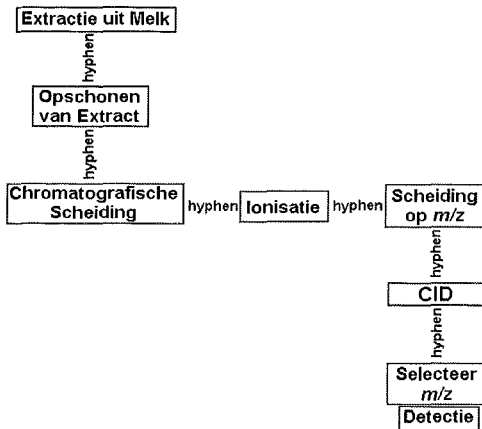 Extractie uit Melk
hyphen
Opschonen
van Extract
hyphen
Chromatografische
Scheiding
hyphen
Ionisatie
hyphen
Scheiding
op m/z
hyphen
CID
hyphen
Selecteer
m/z
Detectie